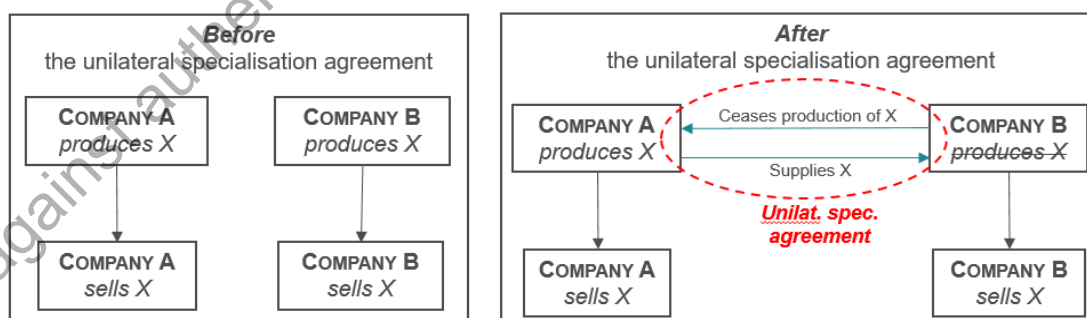 Before
the unilateral specialisation agreement
COMPANY A
produces X
COMPANY B
produces X
COMPANY A
sells X
COMPANY B
sells X
After
the unilateral specialisation agreement
COMPANY A
produces X
Ceases production of X
Supplies X
COMPANY B
produces X
Unilat. spec.
agreement
COMPANY A
sells X
COMPANY B
sells X
against